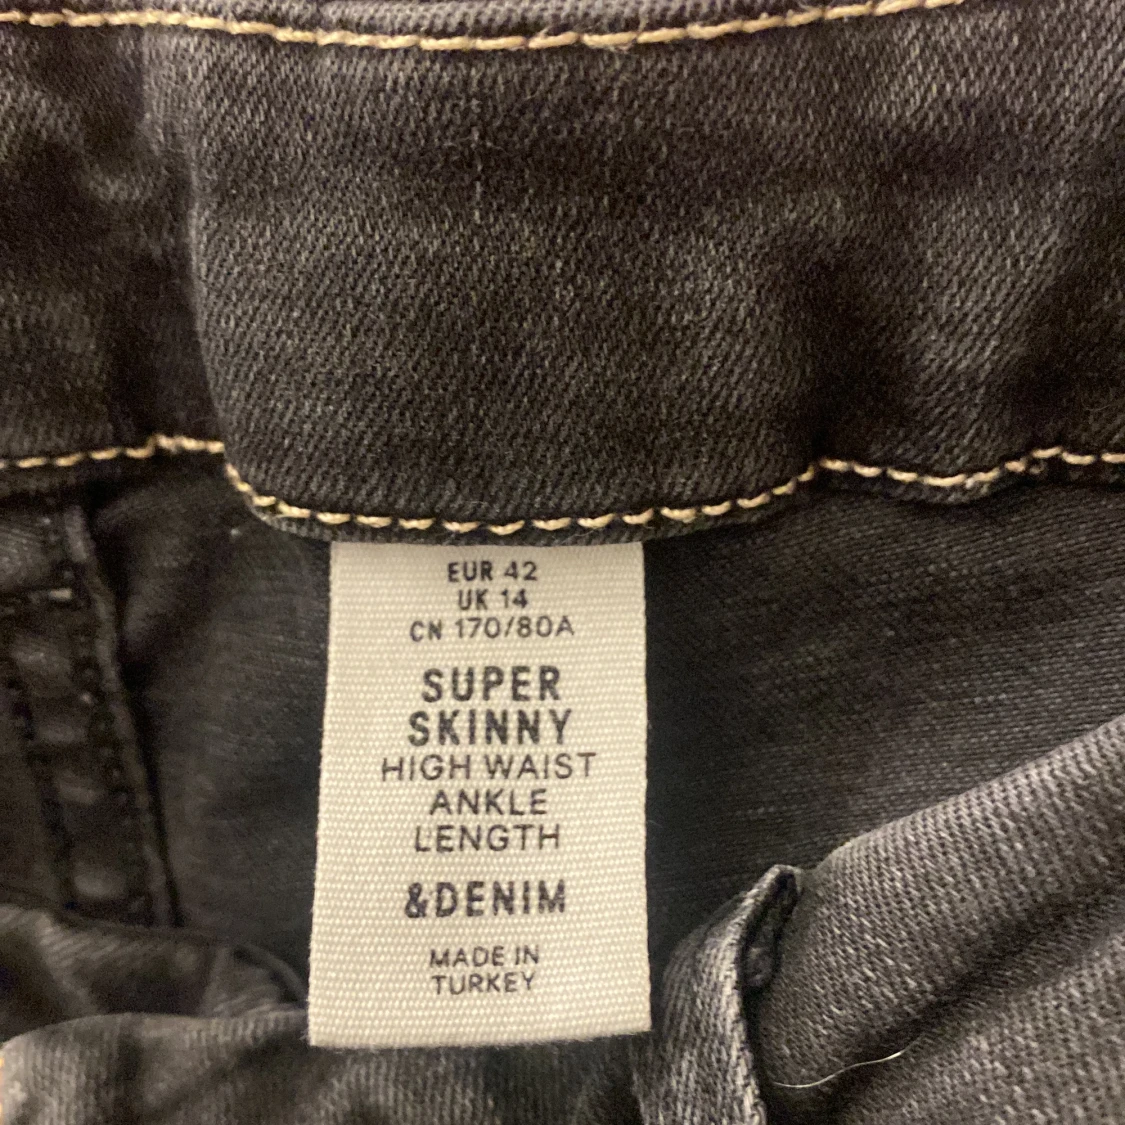 EUR 42
UK 14
CN 170/80A
SUPER
SKINNY
HIGH WAIST
ANKLE
LENGTH
&DENIM
MADE IN
TURKEY